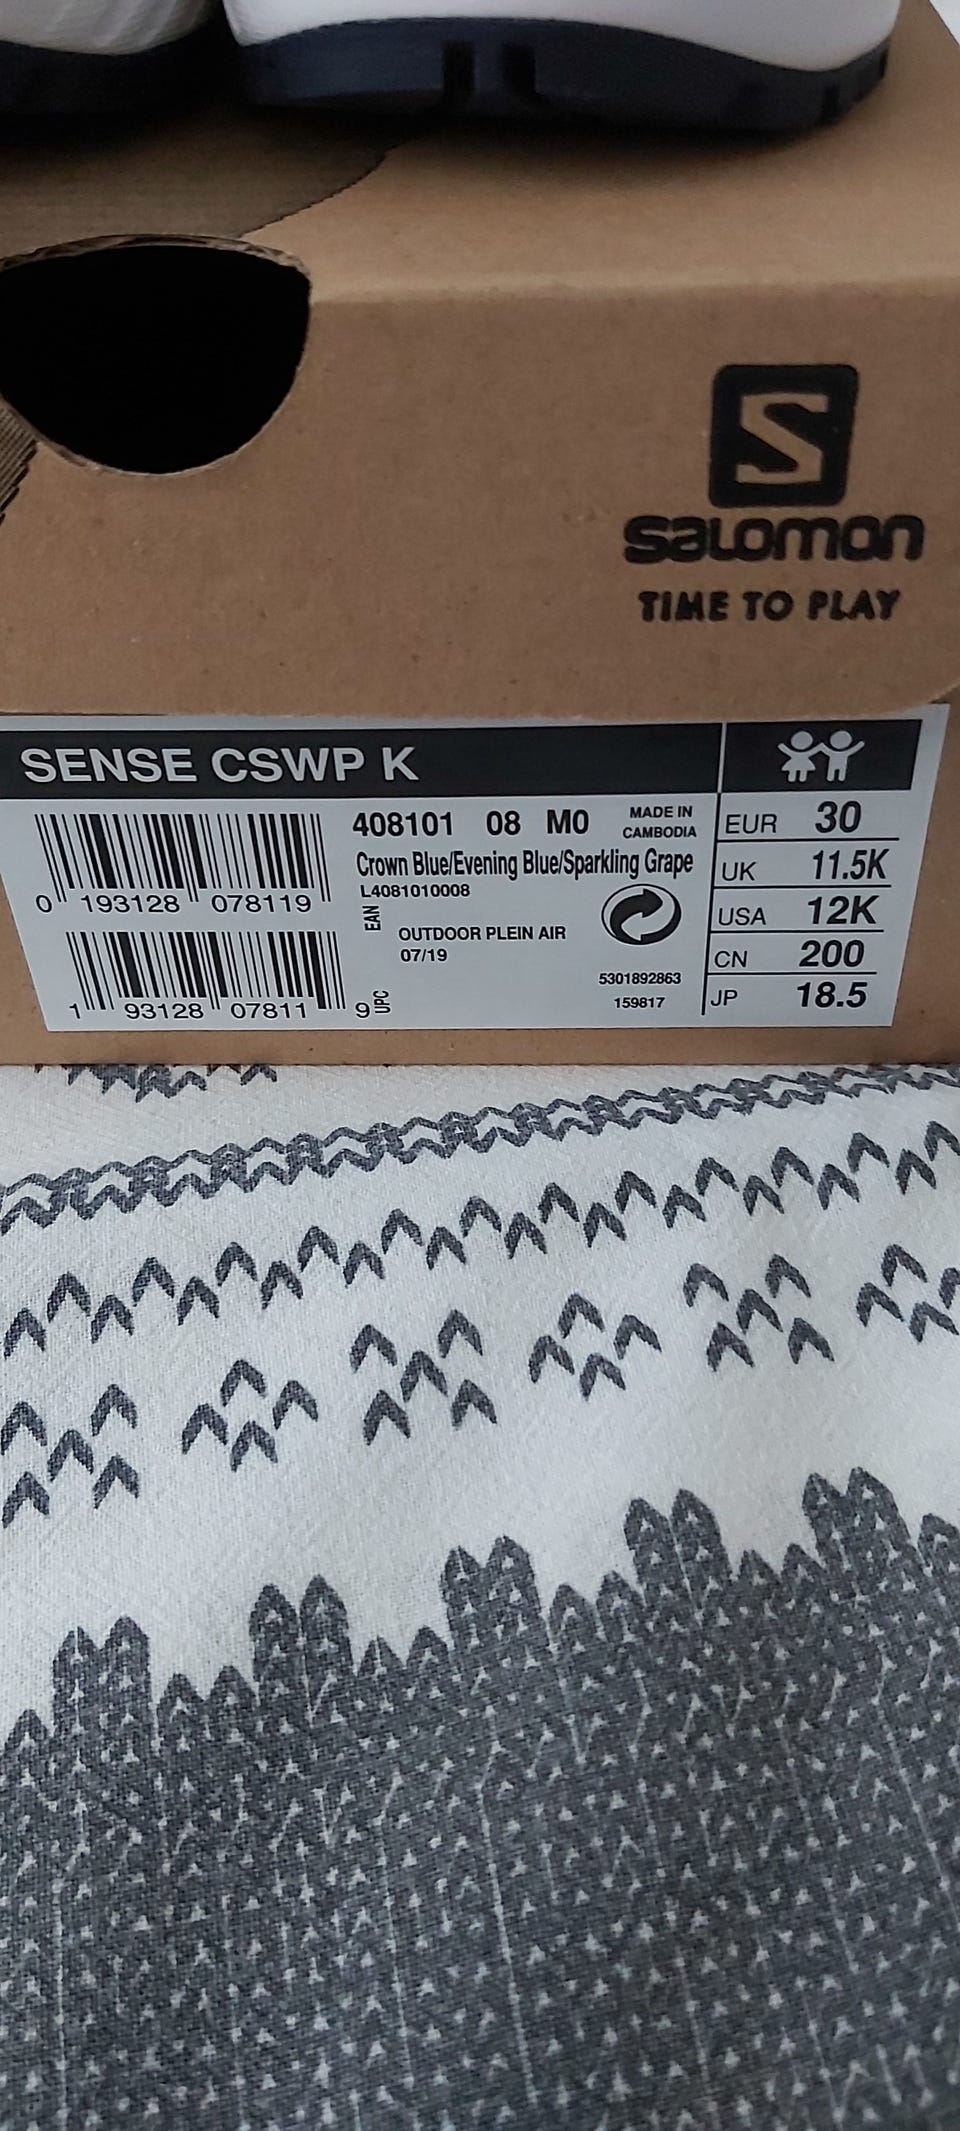 S
SALOMON
TIME TO PLAY
SENSE CSWP K
408101 08 M0
MADE IN
CAMBODIA
Crown Blue/Evening Blue/Sparkling Grape
L4081010008
0 193128 078119
EAN
OUTDOOR PLEIN AIR
07/19
5301892863
159817
1 93128 07811 9
UPC
EUR 30
UK 11.5K
USA 12K
CN 200
JP 18.5